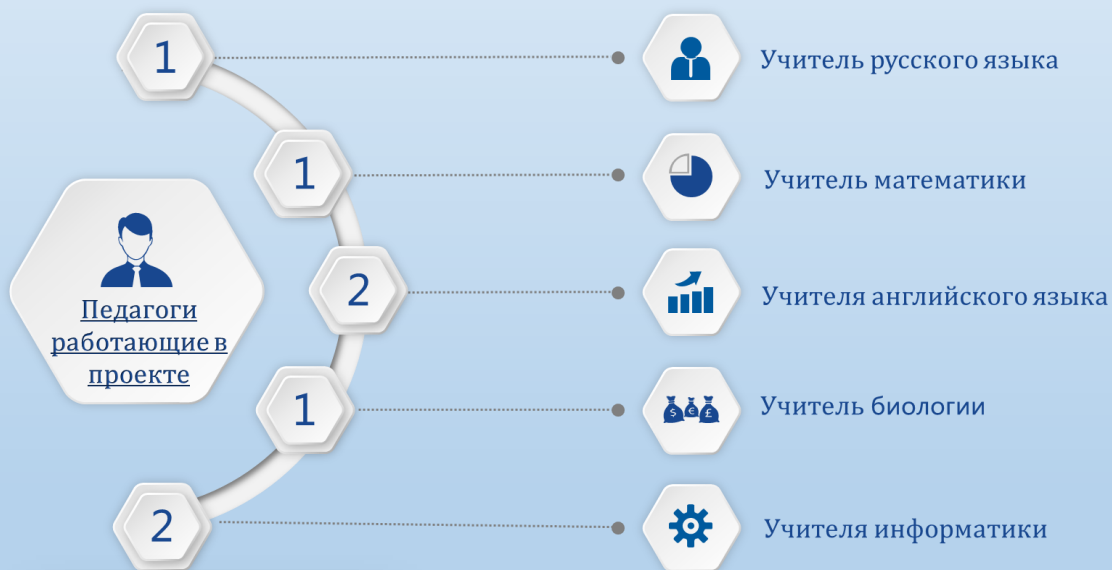 1
Учитель русского языка
1
Учитель математики
2
Учителя английского языка
1
Учитель биологии
2
Учителя информатики
Педагоги
работающие в
проекте
$ € £